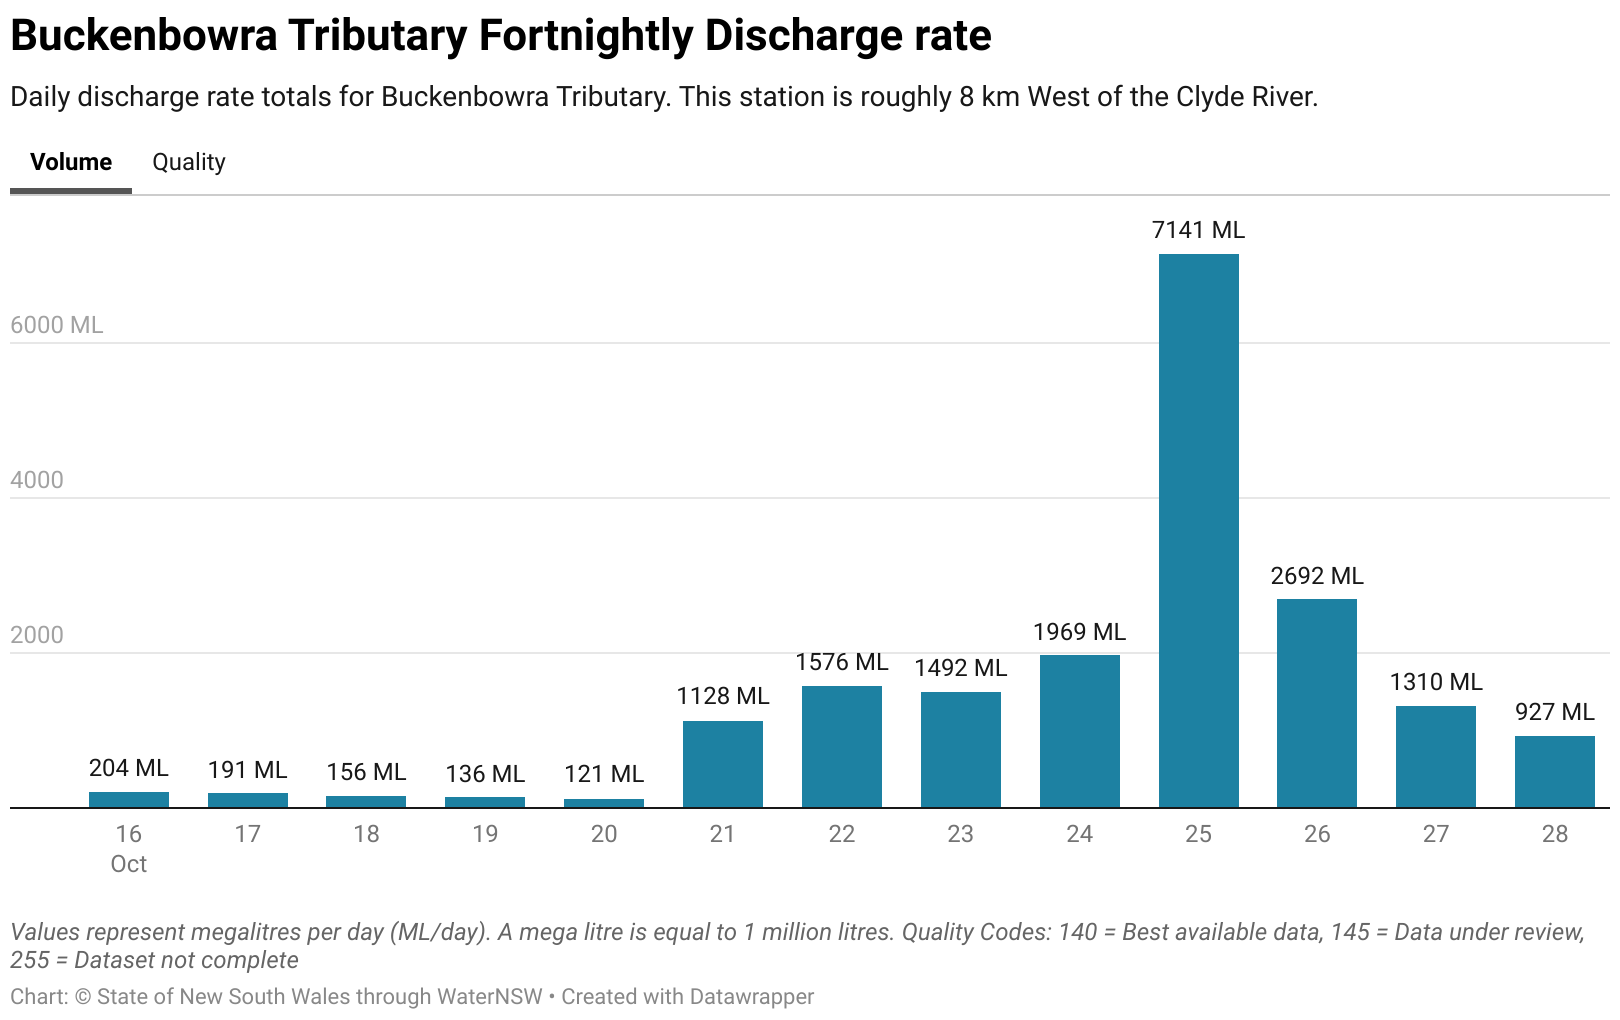 Buckenbowra Tributary Fortnightly Discharge rate
Daily discharge rate totals for Buckenbowra Tributary. This station is roughly 8 km West of the Clyde River.
Volume Quality
7141 ML
6000 ML
4000
2692 ML
2000
1969 ML
1576 ML
1492 ML
1310 ML
1128 ML
927 ML
204 ML
191 ML
156 ML
136 ML
121 ML
16 17 18 19 20 21 22 23 24 25 26 27 28
Oct
Values represent megalitres per day (ML/day). A mega litre is equal to 1 million litres. Quality Codes: 140 = Best available data, 145 = Data under review,
255 = Dataset not complete
Chart: © State of New South Wales through WaterNSW • Created with Datawrapper